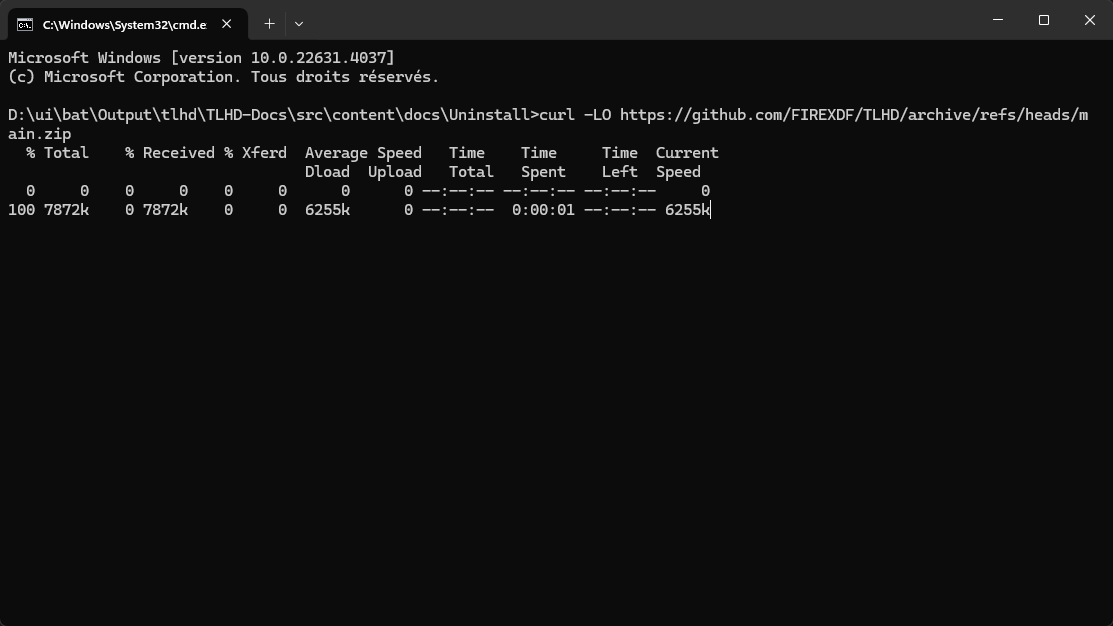 C:\Windows\System32\cmd.e
Microsoft Windows [version 10.0.22631.4037]
(c) Microsoft Corporation. Tous droits réservés.
D:\ui\bat\Output\tlhd\TLHD-Docs\src\content\docs\Uninstall>curl -LO https://github.com/FIREXDF/TLHD/archive/refs/heads/m
ain.zip
  % Total    % Received % Xferd  Average Speed   Time    Time     Time  Current
                                 Dload  Upload   Total   Spent    Left  Speed
  0     0    0     0    0     0      0      0 --:--:-- --:--:-- --:--:--     0
100 7872k    0 7872k    0     0  6255k      0 --:--:--  0:00:01 --:--:-- 6255k